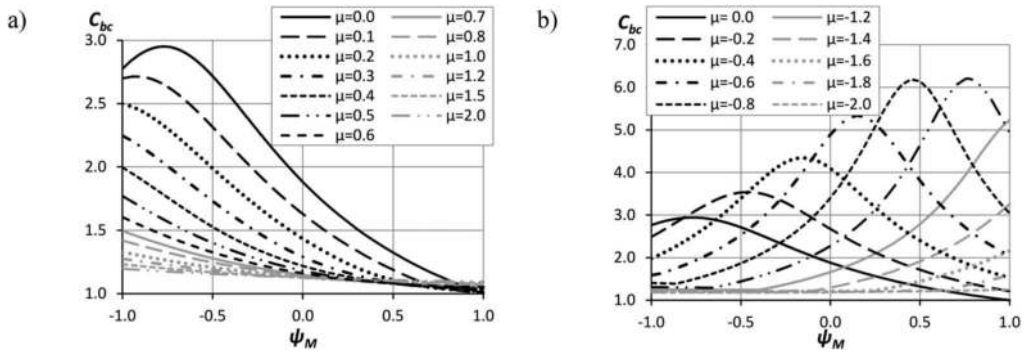 a)
C_bc
3.0
2.5
2.0
1.5
1.0
-1.0 -0.5 0.0 0.5 1.0
ψ_M
μ=0.0 μ=0.7
μ=0.1 μ=0.8
μ=0.2 μ=1.0
μ=0.3 μ=1.2
μ=0.4 μ=1.5
μ=0.5 μ=2.0
μ=0.6
b)
C_bc
7.0
6.0
5.0
4.0
3.0
2.0
1.0
-1.0 -0.5 0.0 0.5 1.0
ψ_M
μ= 0.0 μ=-1.2
μ=-0.2 μ=-1.4
μ=-0.4 μ=-1.6
μ=-0.6 μ=-1.8
μ=-0.8 μ=-2.0